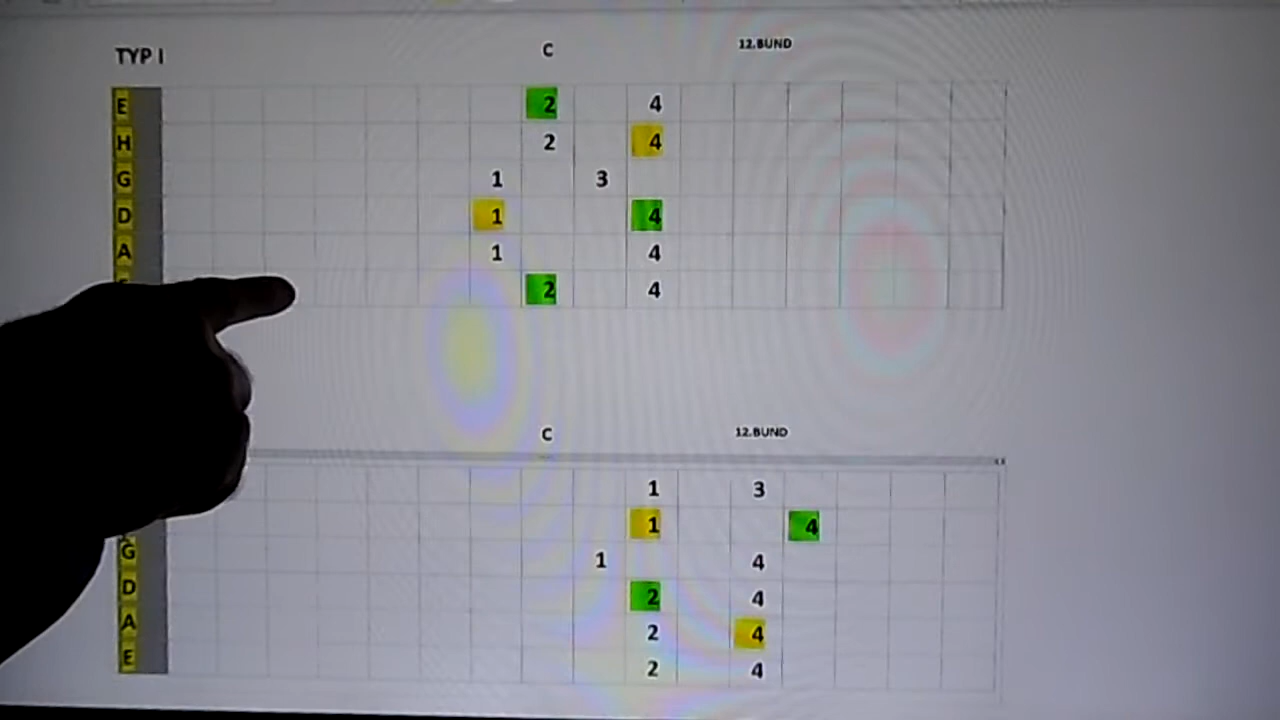 TYP I C 12.BUND
E 2 4
H 2 4
G 1 3
D 1 4
A 1 4
2 4
C 12.BUND
1 3
1 4
G 1 4
D 2 4
A 2 4
E 2 4